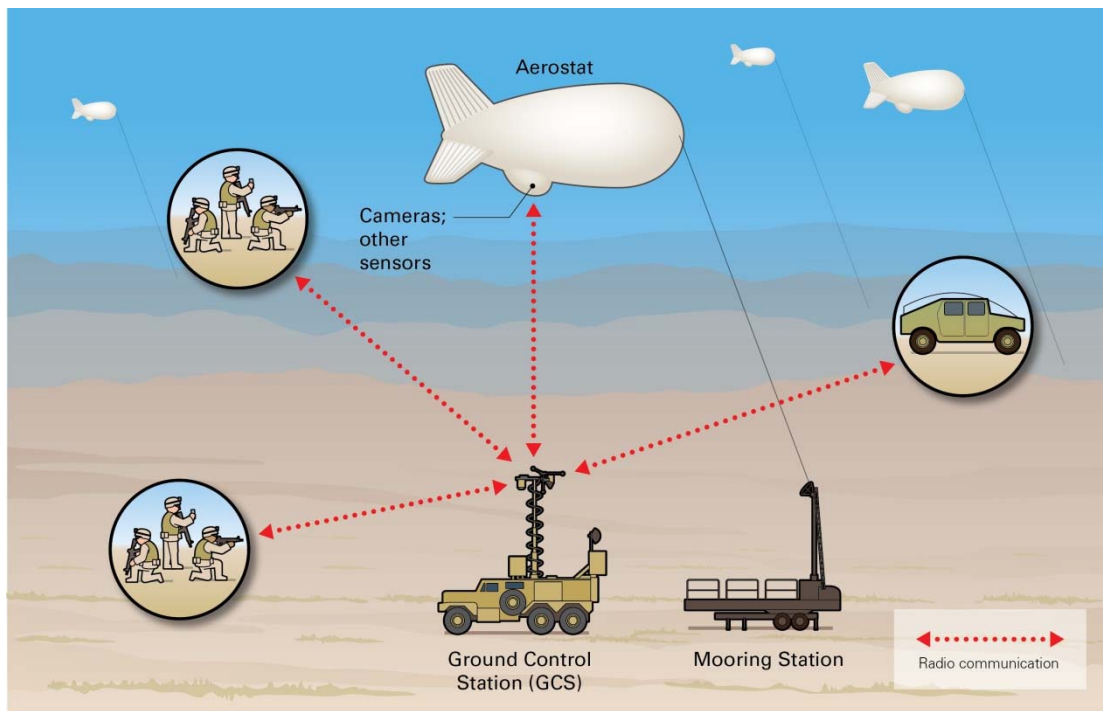 Aerostat
Cameras;
other
sensors
Ground Control
Station (GCS)
Mooring Station
Radio communication